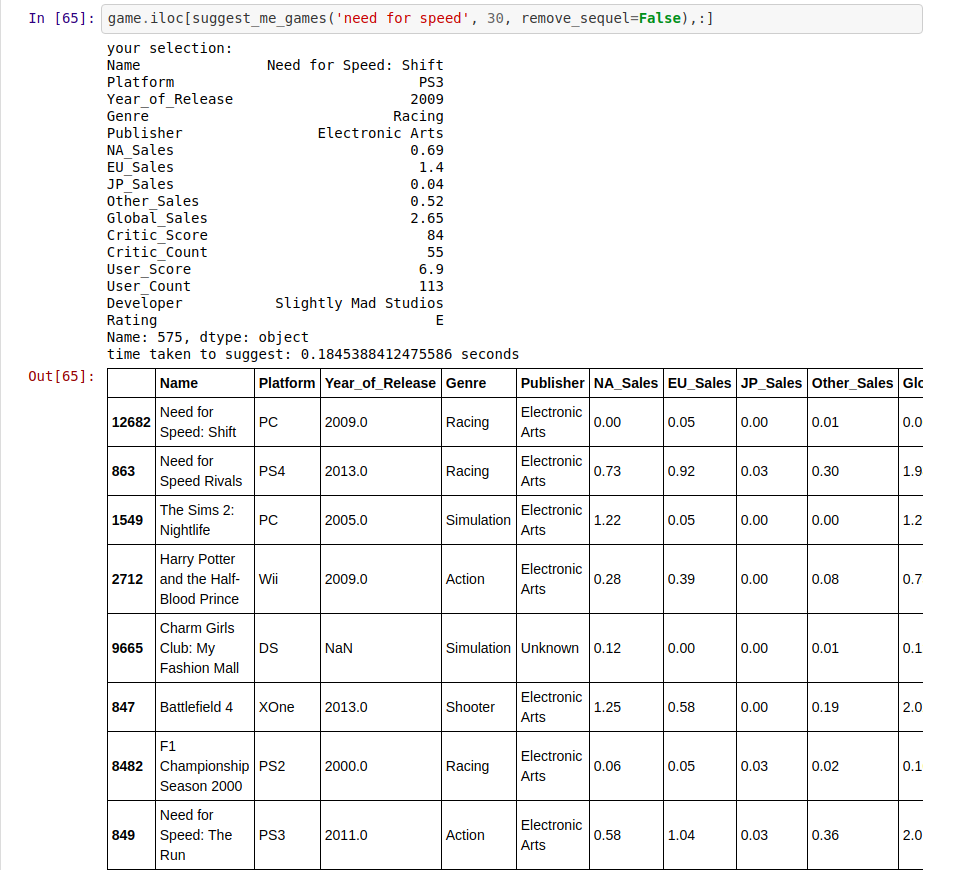 In [65]: game.iloc[suggest_me_games('need for speed', 30, remove_sequel=False),:]
your selection:
Name Need for Speed: Shift
Platform PS3
Year_of_Release 2009
Genre Racing
Publisher Electronic Arts
NA_Sales 0.69
EU_Sales 1.4
JP_Sales 0.04
Other_Sales 0.52
Global_Sales 2.65
Critic_Score 84
Critic_Count 55
User_Score 6.9
User_Count 113
Developer Slightly Mad Studios
Rating E
Name: 575, dtype: object
time taken to suggest: 0.1845388412475586 seconds
Out[65]:
Name Platform Year_of_Release Genre Publisher NA_Sales EU_Sales JP_Sales Other_Sales Glo
12682 Need for Speed: Shift PC 2009.0 Racing Electronic Arts 0.00 0.05 0.00 0.01 0.0
863 Need for Speed Rivals PS4 2013.0 Racing Electronic Arts 0.73 0.92 0.03 0.30 1.9
1549 The Sims 2: Nightlife PC 2005.0 Simulation Electronic Arts 1.22 0.05 0.00 0.00 1.2
2712 Harry Potter and the Half-Blood Prince Wii 2009.0 Action Electronic Arts 0.28 0.39 0.00 0.08 0.7
9665 Charm Girls Club: My Fashion Mall DS NaN Simulation Unknown 0.12 0.00 0.00 0.01 0.1
847 Battlefield 4 XOne 2013.0 Shooter Electronic Arts 1.25 0.58 0.00 0.19 2.0
8482 F1 Championship Season 2000 PS2 2000.0 Racing Electronic Arts 0.06 0.05 0.03 0.02 0.1
849 Need for Speed: The Run PS3 2011.0 Action Electronic Arts 0.58 1.04 0.03 0.36 2.0